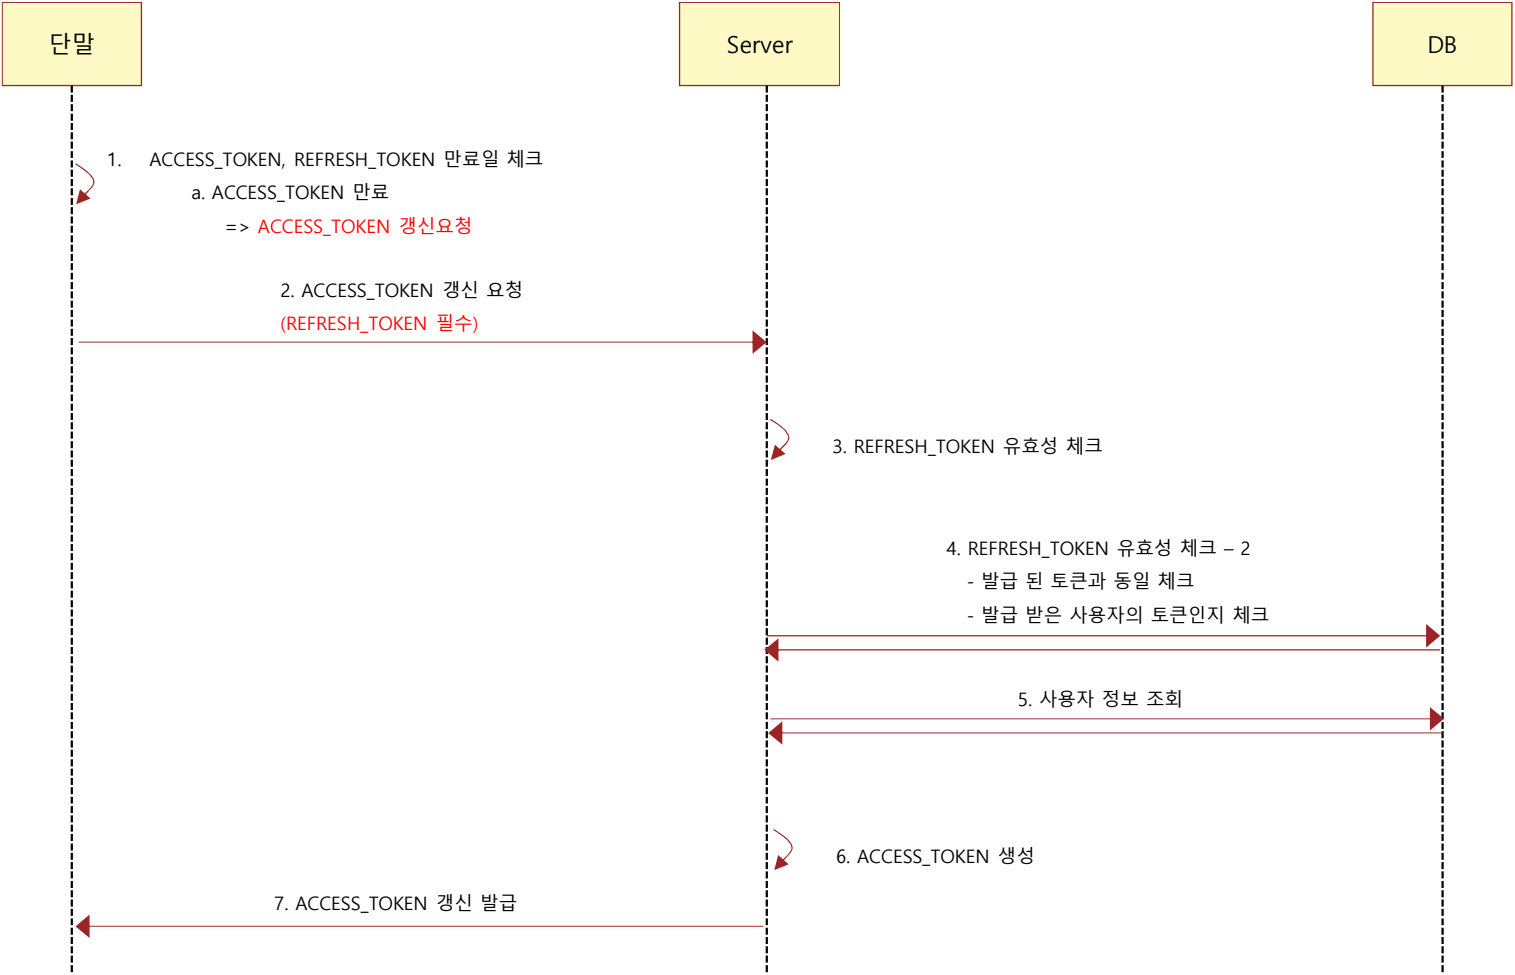 단말
Server
DB
1. ACCESS_TOKEN, REFRESH_TOKEN 만료일 체크
a. ACCESS_TOKEN 만료
=> ACCESS_TOKEN 갱신요청
2. ACCESS_TOKEN 갱신 요청
(REFRESH_TOKEN 필수)
3. REFRESH_TOKEN 유효성 체크
4. REFRESH_TOKEN 유효성 체크 – 2
- 발급 된 토큰과 동일 체크
- 발급 받은 사용자의 토큰인지 체크
5. 사용자 정보 조회
6. ACCESS_TOKEN 생성
7. ACCESS_TOKEN 갱신 발급